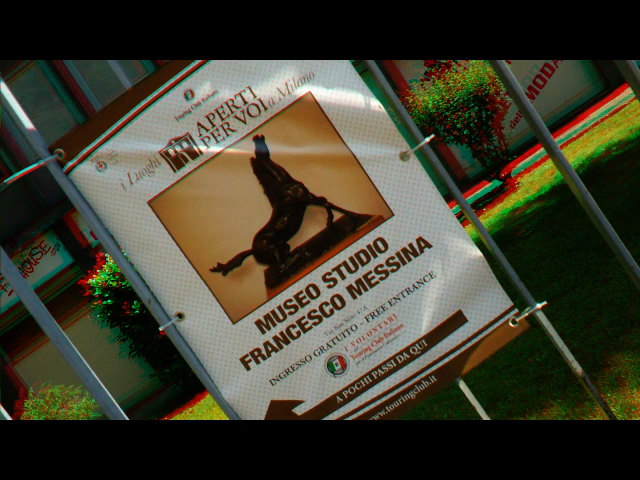 Touring Club Italiano
i Luoghi APERTI PER VOI a Milano
MUSEO STUDIO
FRANCESCO MESSINA
INGRESSO GRATUITO – FREE ENTRANCE
I VOLONTARI
Touring Club Italiano
A POCHI PASSI DA QUI
www.touringclub.it
MODA
HOUSE